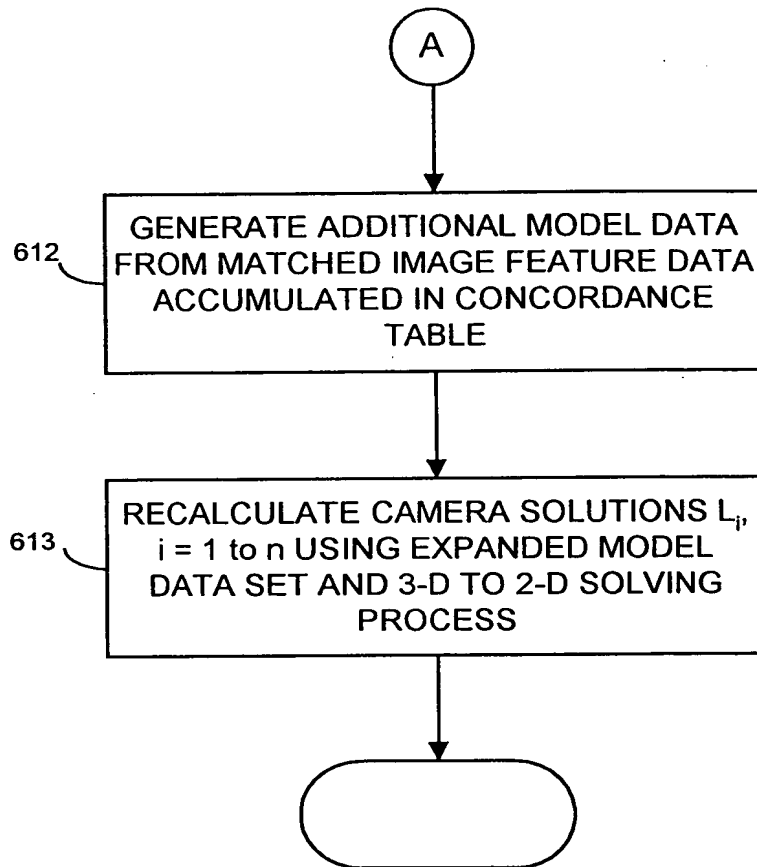 A
612
GENERATE ADDITIONAL MODEL DATA
FROM MATCHED IMAGE FEATURE DATA
ACCUMULATED IN CONCORDANCE
TABLE
613
RECALCULATE CAMERA SOLUTIONS Lᵢ,
i = 1 to n USING EXPANDED MODEL
DATA SET AND 3-D TO 2-D SOLVING
PROCESS